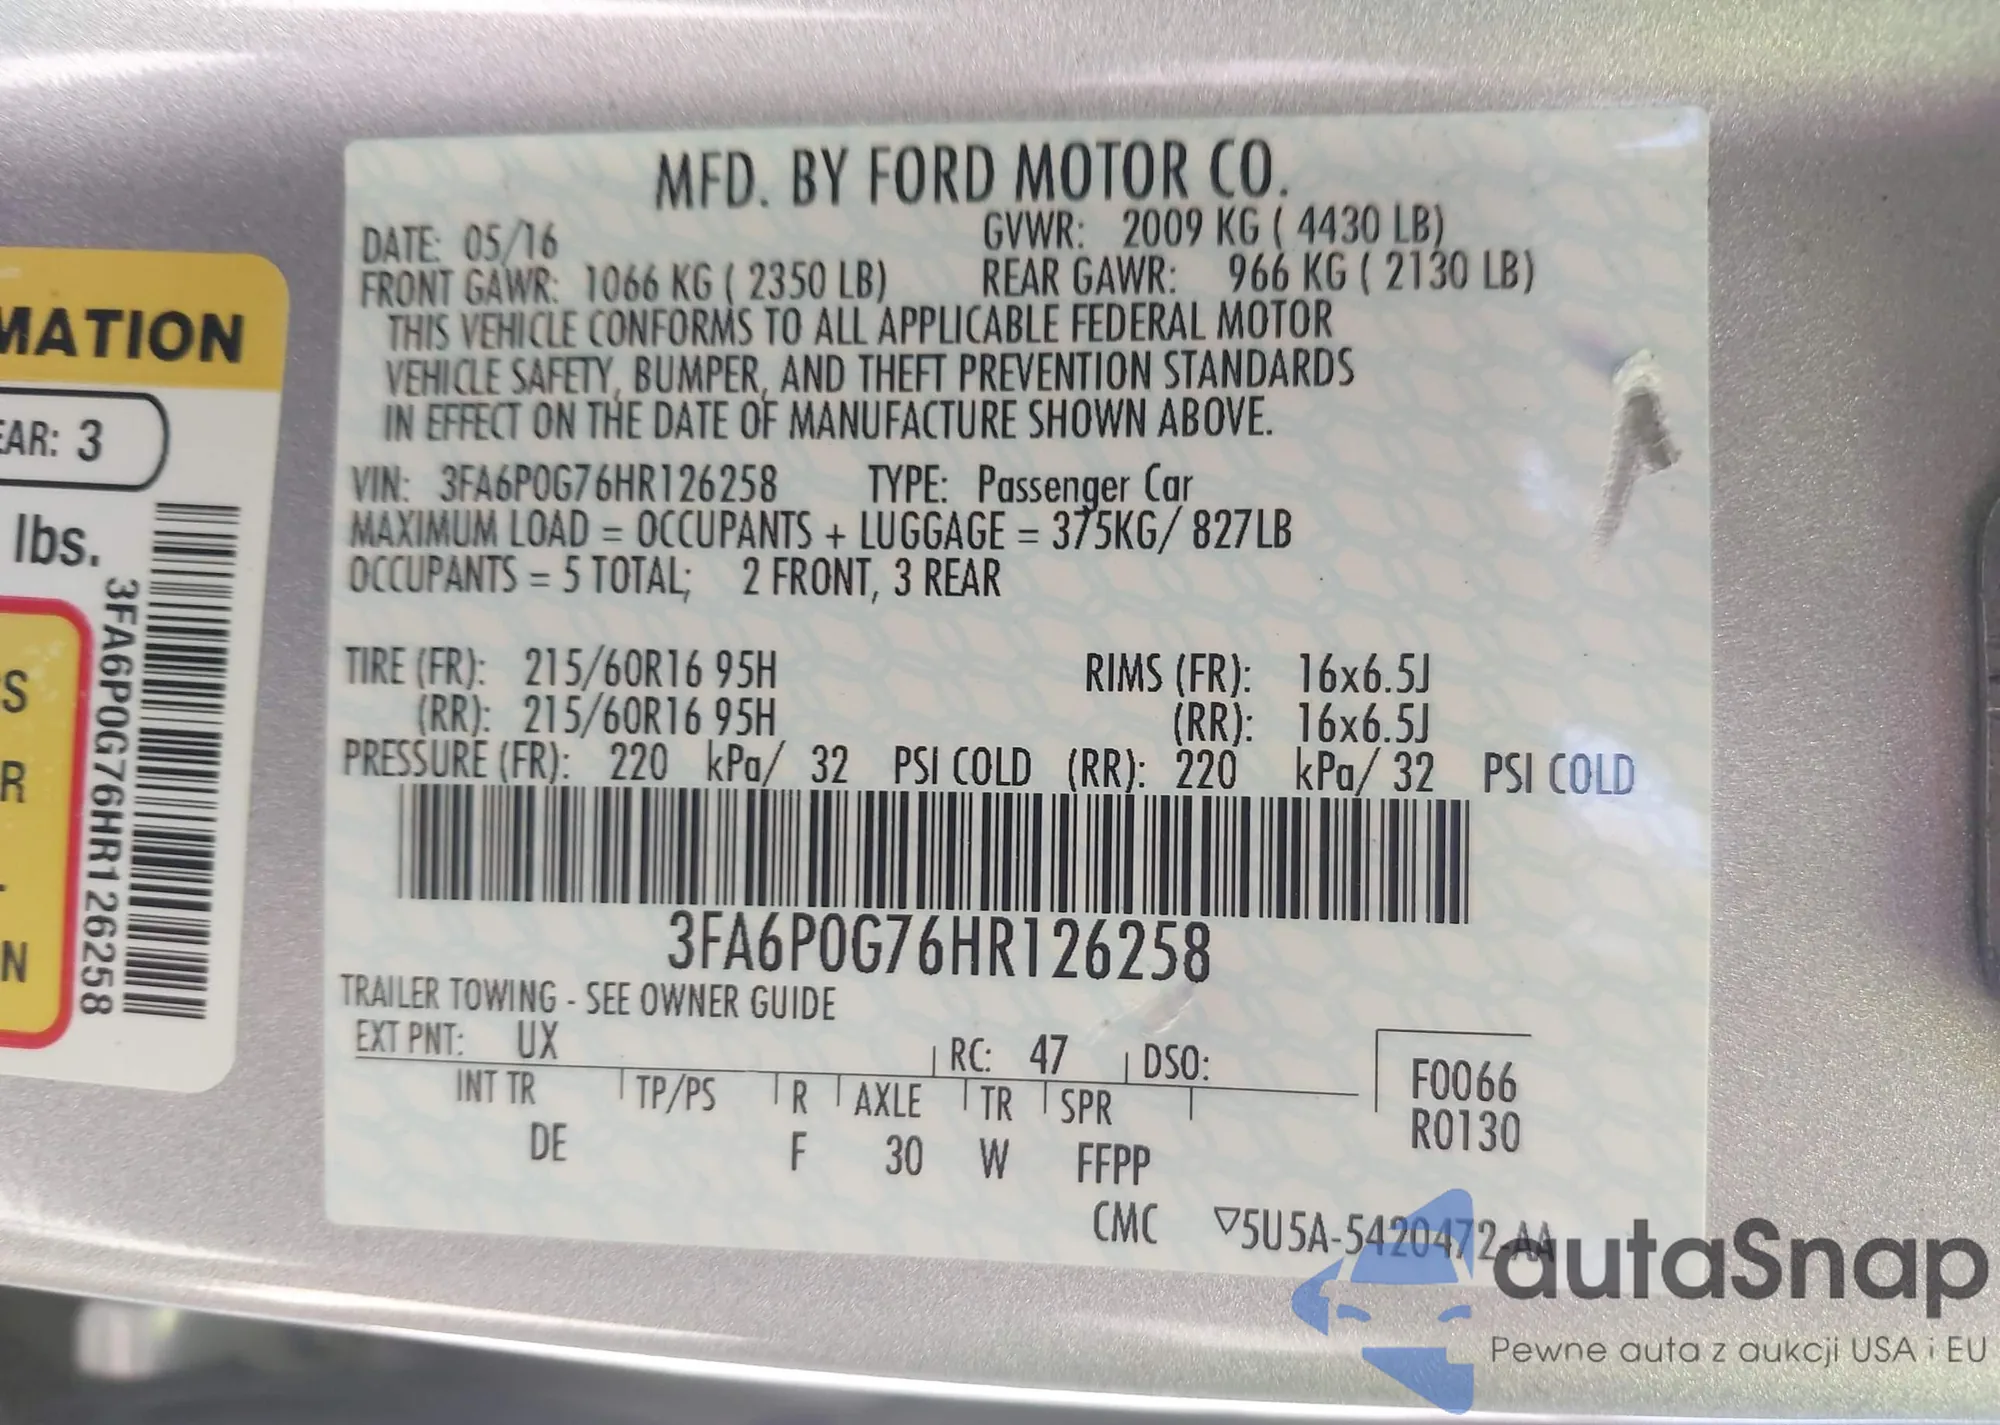 MFD. BY FORD MOTOR CO.
DATE: 05/16 GVWR: 2009 KG ( 4430 LB)
FRONT GAWR: 1066 KG ( 2350 LB) REAR GAWR: 966 KG ( 2130 LB)
THIS VEHICLE CONFORMS TO ALL APPLICABLE FEDERAL MOTOR
VEHICLE SAFETY, BUMPER, AND THEFT PREVENTION STANDARDS
IN EFFECT ON THE DATE OF MANUFACTURE SHOWN ABOVE.
VIN: 3FA6P0G76HR126258 TYPE: Passenger Car
MAXIMUM LOAD = OCCUPANTS + LUGGAGE = 375KG/ 827LB
OCCUPANTS = 5 TOTAL; 2 FRONT, 3 REAR
TIRE (FR): 215/60R16 95H RIMS (FR): 16x6.5J
(RR): 215/60R16 95H (RR): 16x6.5J
PRESSURE (FR): 220 kPa/ 32 PSI COLD (RR): 220 kPa/ 32 PSI COLD
3FA6P0G76HR126258
TRAILER TOWING - SEE OWNER GUIDE
EXT PNT: UX RC: 47 DSO:
INT TR TP/PS R AXLE TR SPR
DE F 30 W FFPP
F0066
R0130
CMC ▽5U5A-5420472-AA
MATION
EAR: 3
lbs.
3FA6P0G76HR126258
S
R
N
autaSnap
Pewne auta z aukcji USA i EU